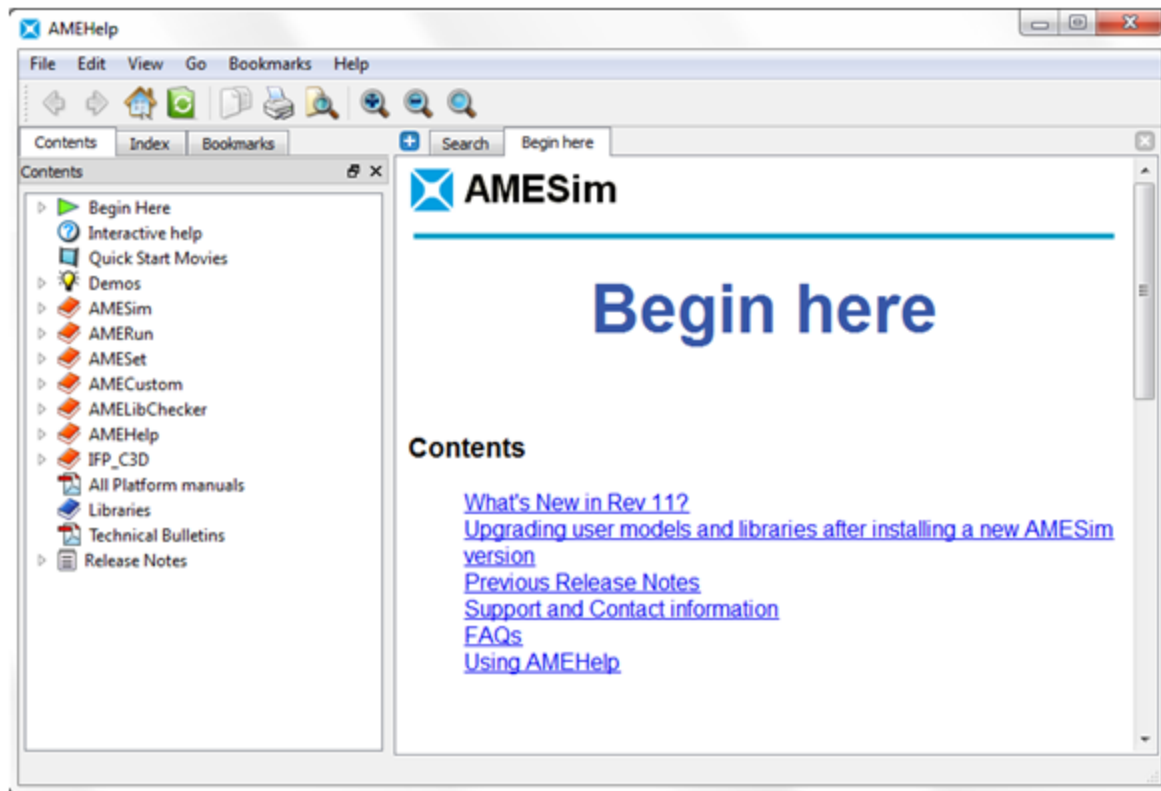 AMEHelp
File Edit View Go Bookmarks Help
Contents Index Bookmarks
Contents
Begin Here
Interactive help
Quick Start Movies
Demos
AMESim
AMERun
AMESet
AMECustom
AMELibChecker
AMEHelp
IFP_C3D
All Platform manuals
Libraries
Technical Bulletins
Release Notes
Search Begin here
AMESim
Begin here
Contents
What's New in Rev 11?
Upgrading user models and libraries after installing a new AMESim
version
Previous Release Notes
Support and Contact information
FAQs
Using AMEHelp